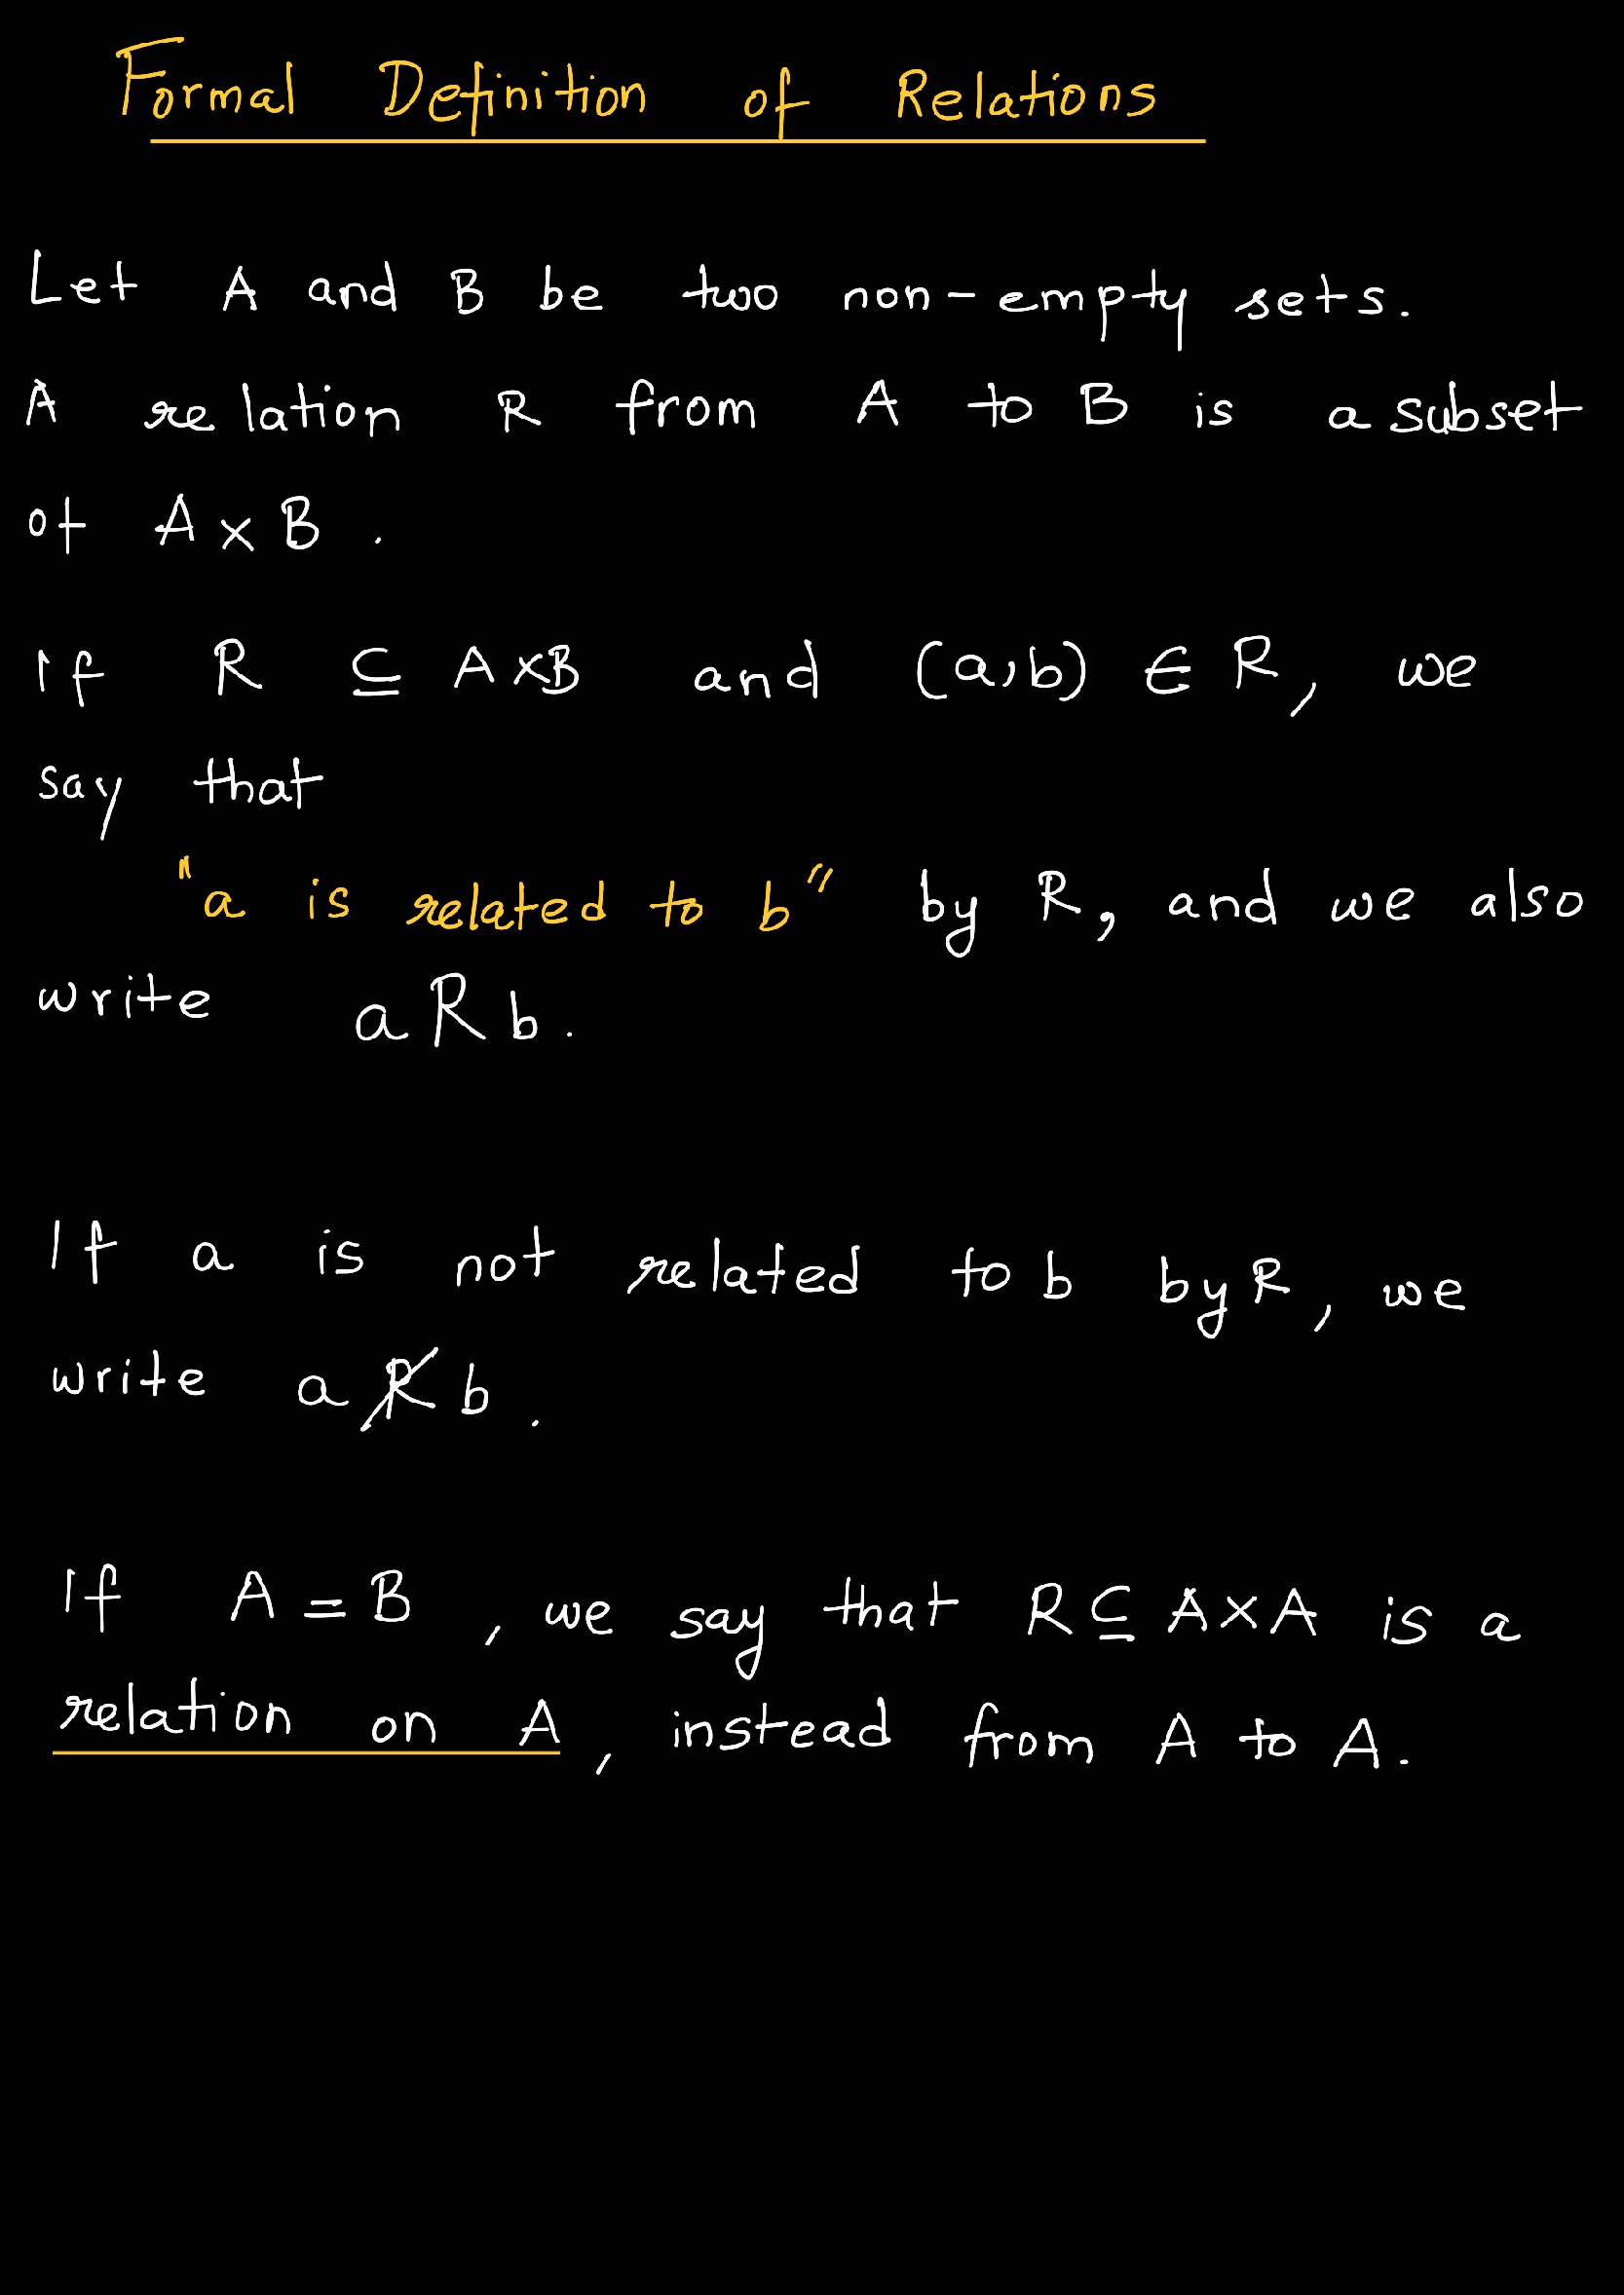 Formal Definition of Relations
Let A and B be two non-empty sets.
A relation R from A to B is a subset
of A × B .
If R ⊆ A×B and (a,b) ∈ R, we
say that
"a is related to b" by R, and we also
write a R b.
If a is not related to b by R, we
write a R̸ b .
If A = B , we say that R ⊆ A×A is a
relation on A, instead from A to A.